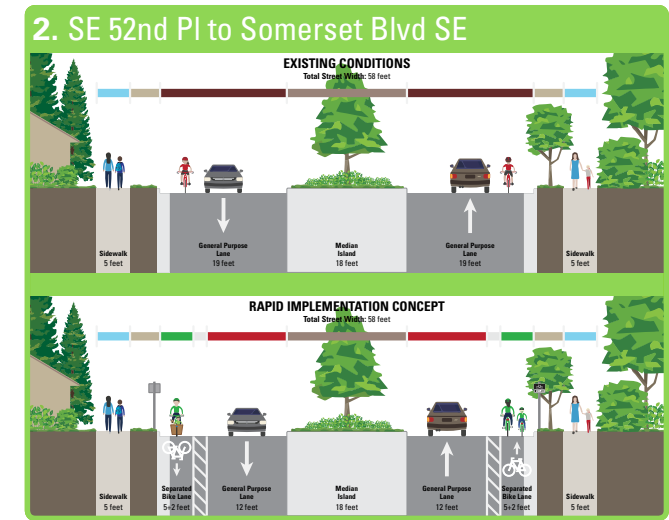 2. SE 52nd Pl to Somerset Blvd SE
EXISTING CONDITIONS
Total Street Width: 58 feet
Sidewalk
5 feet
General Purpose
Lane
19 feet
Median
Island
18 feet
General Purpose
Lane
19 feet
Sidewalk
5 feet
RAPID IMPLEMENTATION CONCEPT
Total Street Width: 58 feet
Sidewalk
5 feet
Separated
Bike Lane
5+2 feet
General Purpose
Lane
12 feet
Median
Island
18 feet
General Purpose
Lane
12 feet
Separated
Bike Lane
5+2 feet
Sidewalk
5 feet